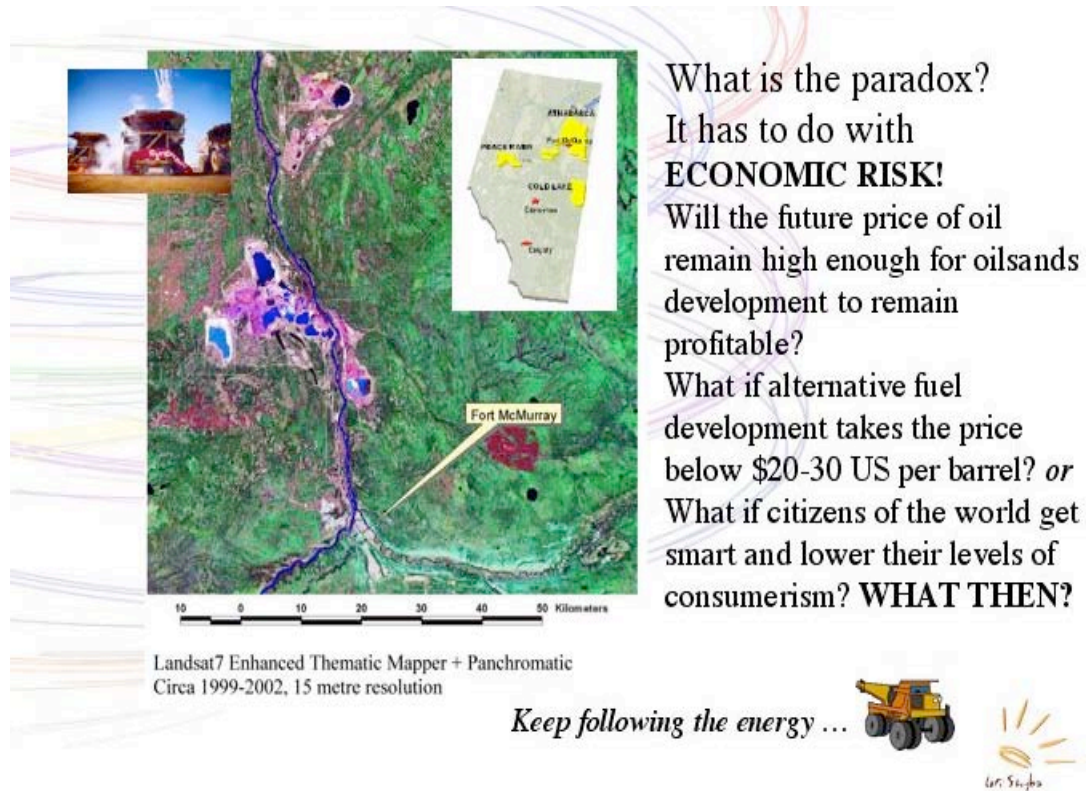 What is the paradox?
It has to do with
ECONOMIC RISK!
Will the future price of oil
remain high enough for oilsands
development to remain
profitable?
What if alternative fuel
development takes the price
below $20-30 US per barrel? or
What if citizens of the world get
smart and lower their levels of
consumerism? WHAT THEN?
ATHABASCA
Fort McMurray
PEACE RIVER
COLD LAKE
Edmonton
Calgary
Fort McMurray
10 0 10 20 30 40 50 Kilometers
Landsat7 Enhanced Thematic Mapper + Panchromatic
Circa 1999-2002, 15 metre resolution
Keep following the energy …